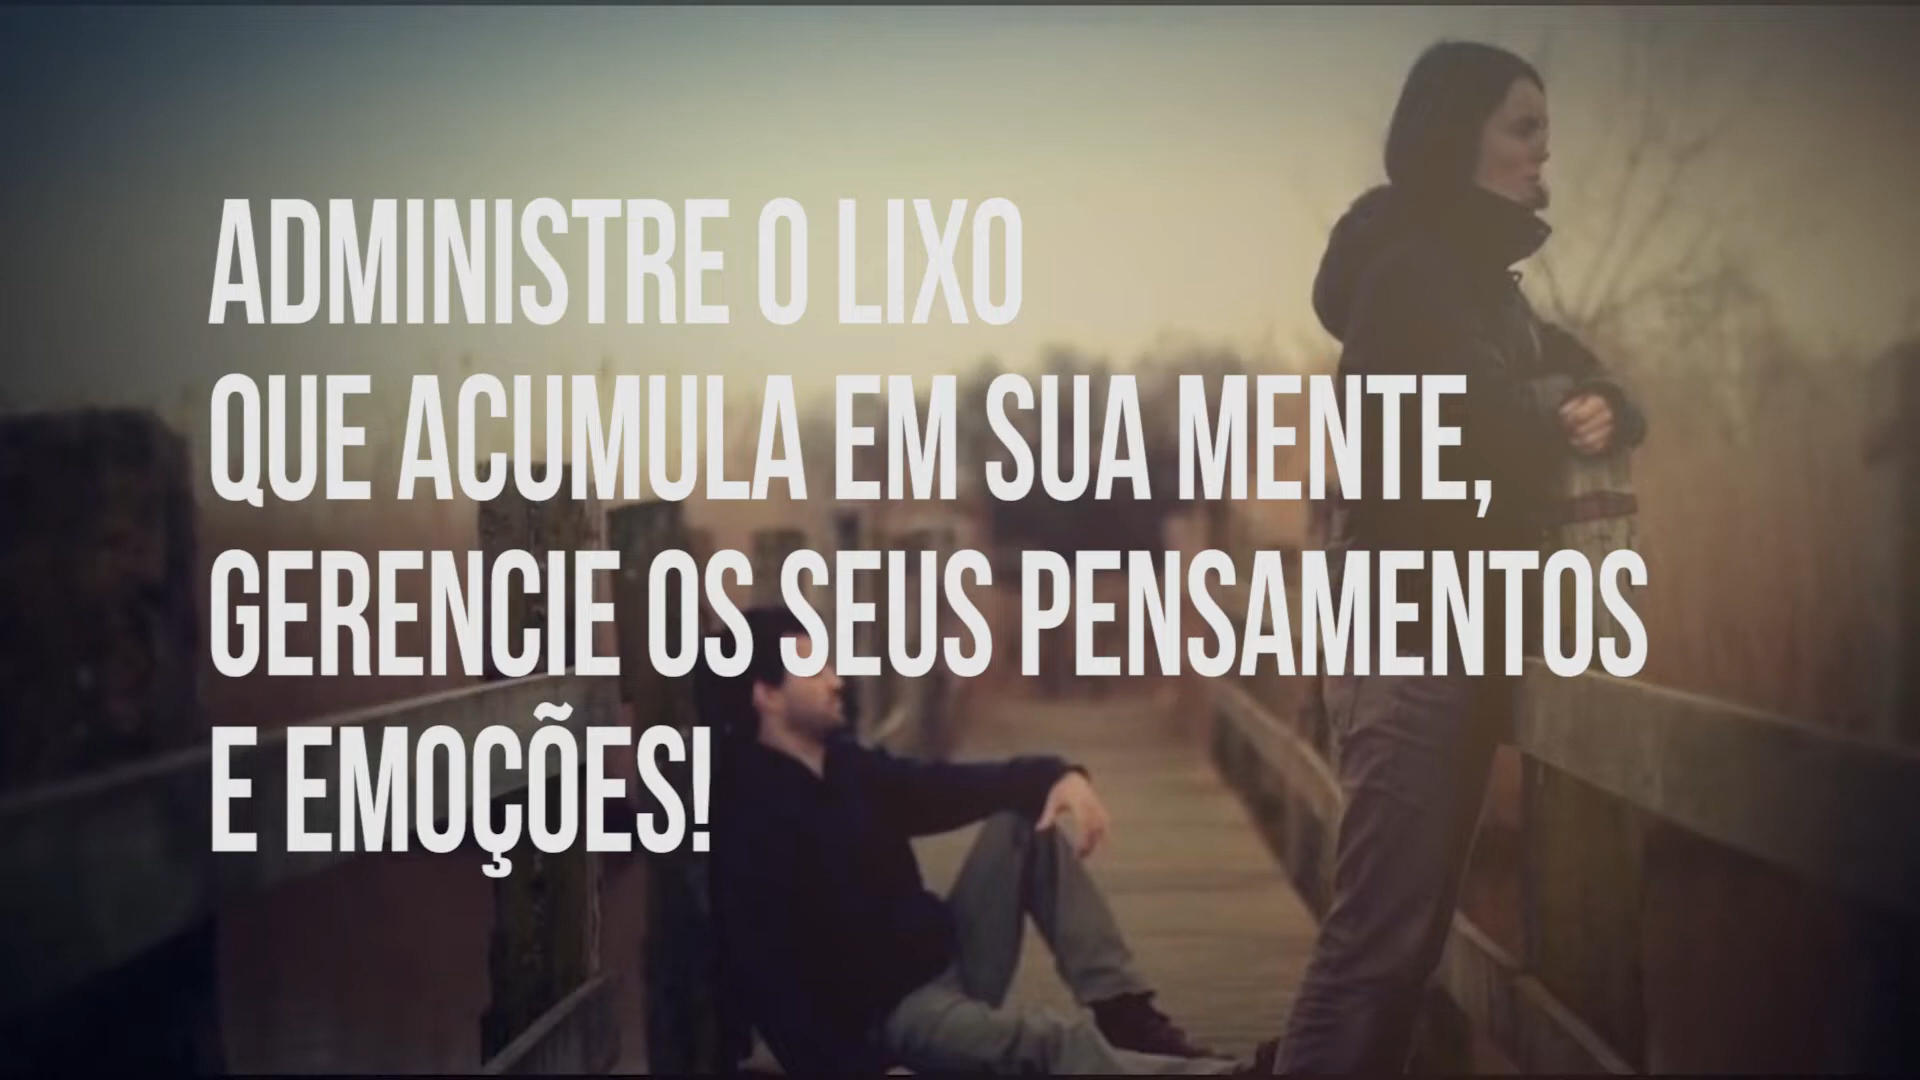 ADMINISTRE O LIXO
QUE ACUMULA EM SUA MENTE,
GERENCIE OS SEUS PENSAMENTOS
E EMOÇÕES!